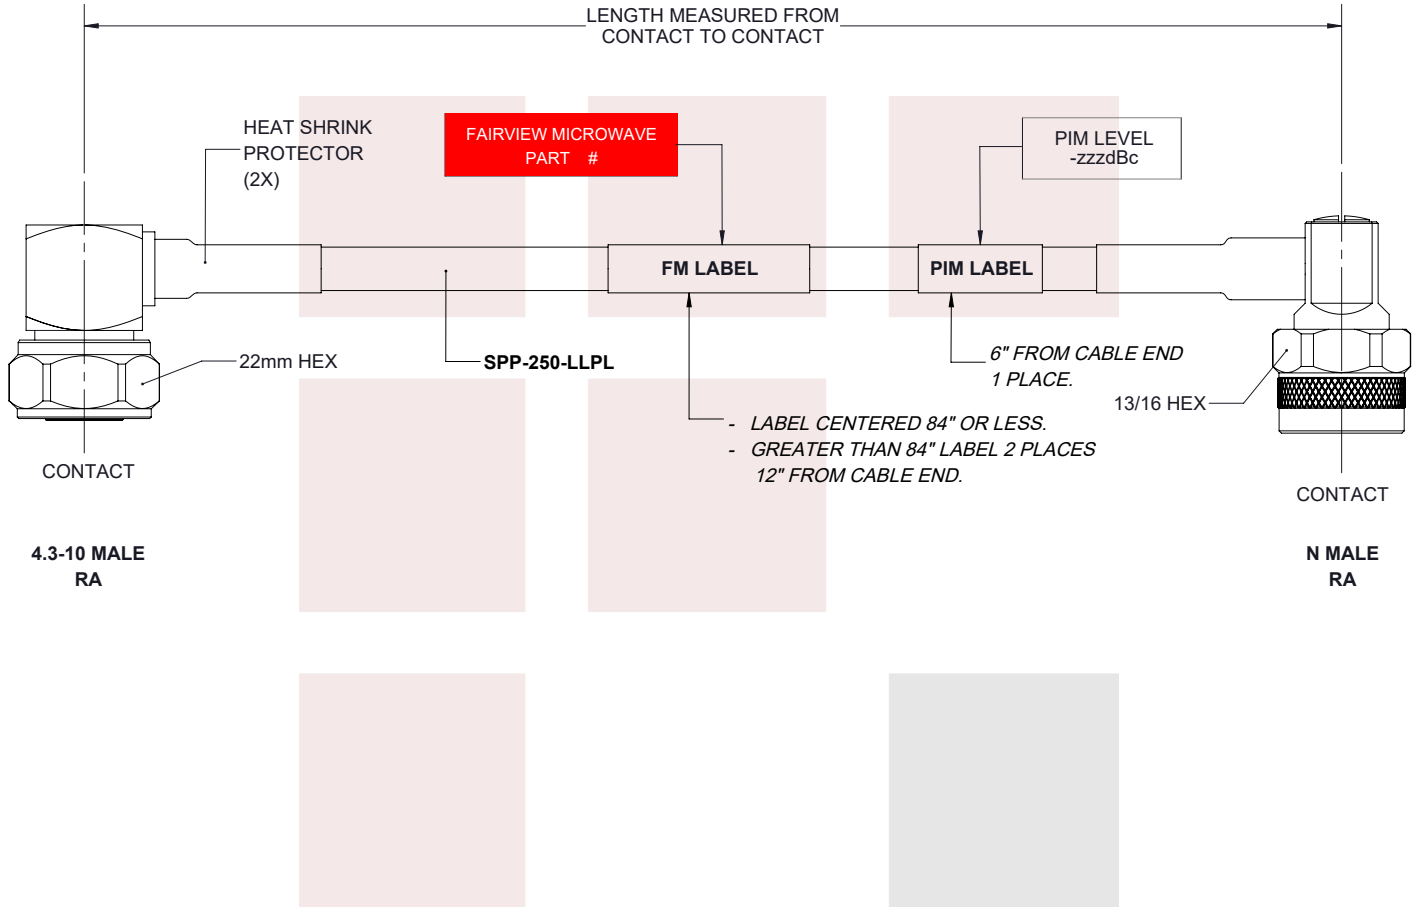 LENGTH MEASURED FROM
CONTACT TO CONTACT
HEAT SHRINK
PROTECTOR
(2X)
FAIRVIEW MICROWAVE
PART #
PIM LEVEL
-zzzdBc
FM LABEL
PIM LABEL
22mm HEX
SPP-250-LLPL
6" FROM CABLE END
1 PLACE.
13/16 HEX
- LABEL CENTERED 84" OR LESS.
- GREATER THAN 84" LABEL 2 PLACES
12" FROM CABLE END.
CONTACT
CONTACT
4.3-10 MALE
RA
N MALE
RA